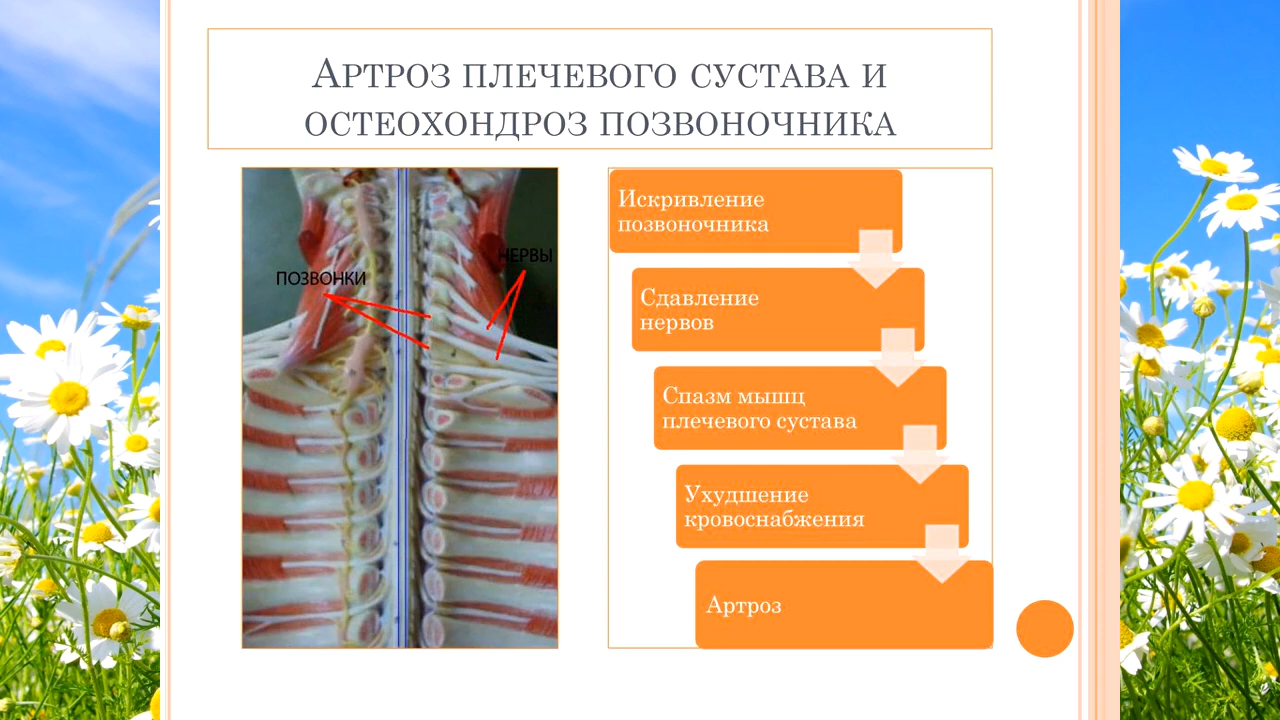 Артроз плечевого сустава и
остеохондроз позвоночника
ПОЗВОНКИ
НЕРВЫ
Искривление
позвоночника
Сдавление
нервов
Спазм мышц
плечевого сустава
Ухудшение
кровоснабжения
Артроз